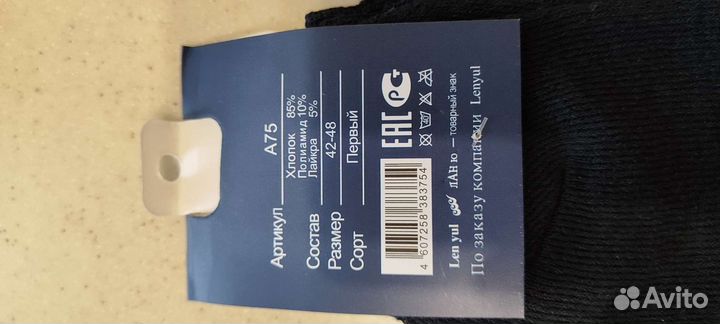 Артикул A75
Состав Хлопок 85%
Полиамид 10%
Лайкра 5%
Размер 42-48
Сорт Первый
EAC PC
4 607258 383754
Len yul ЛАН ю — товарный знак
По заказу компании Lenyul
Avito